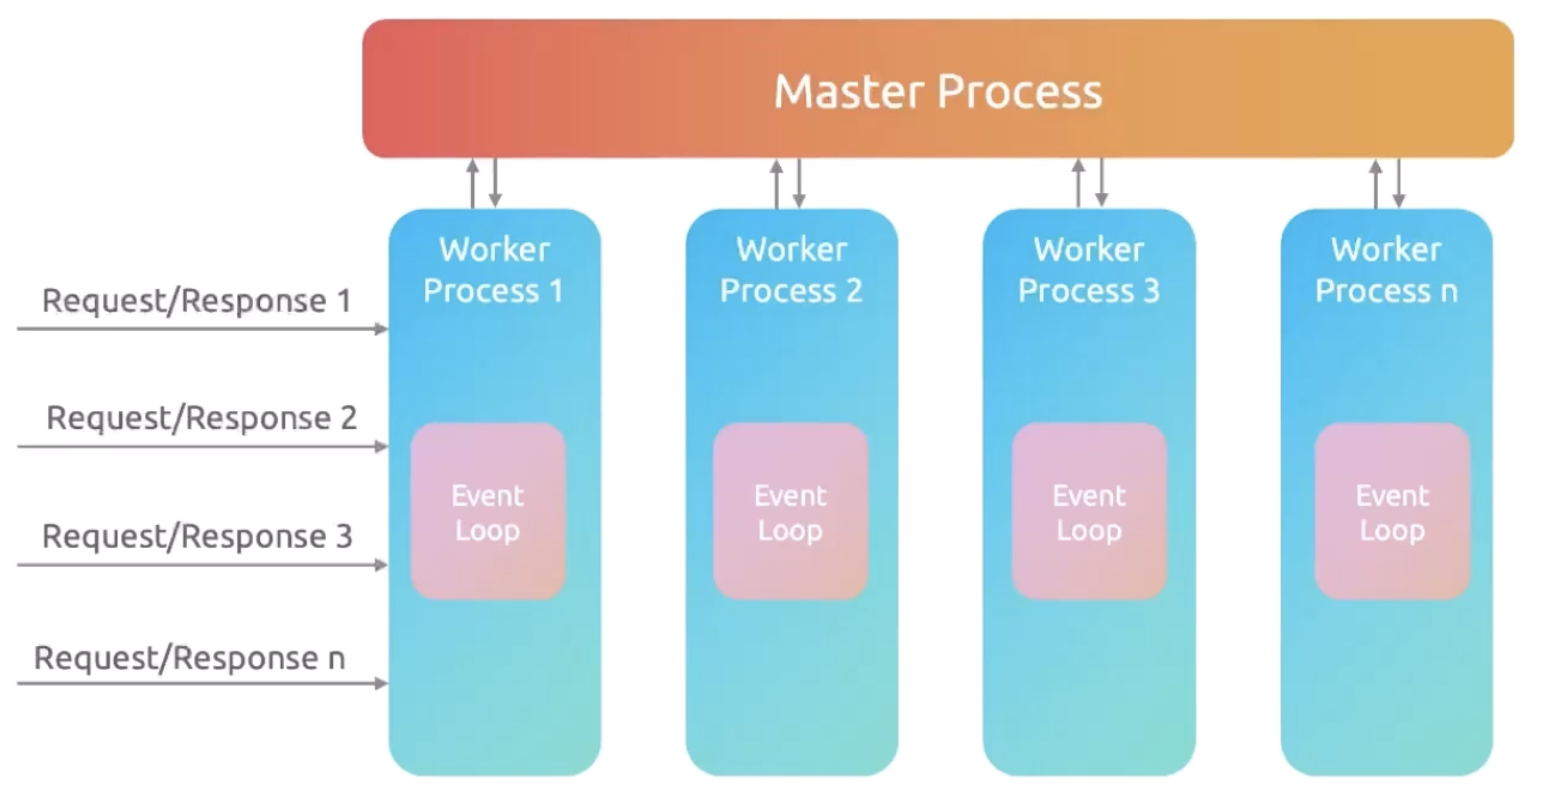 Master Process
Worker
Process 1
Worker
Process 2
Worker
Process 3
Worker
Process n
Request/Response 1
Request/Response 2
Request/Response 3
Request/Response n
Event
Loop
Event
Loop
Event
Loop
Event
Loop